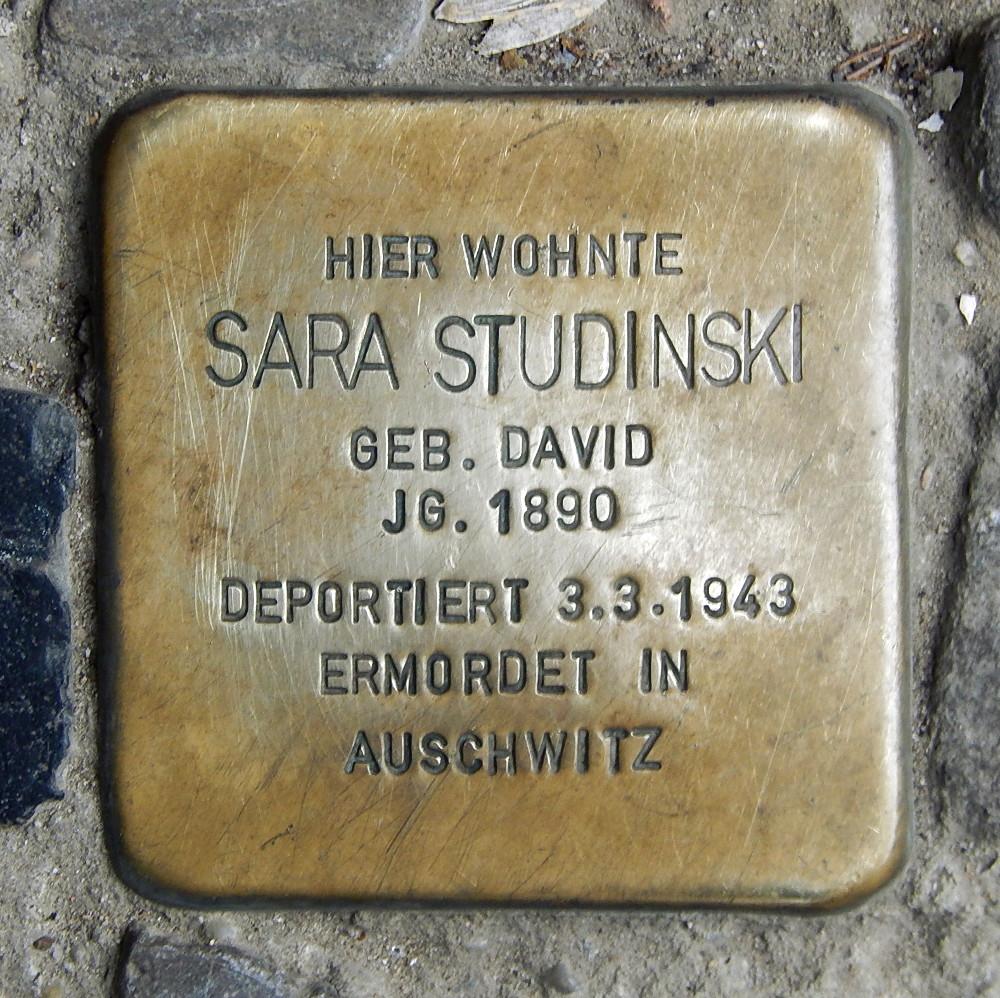 HIER WOHNTE
SARA STUDINSKI
GEB. DAVID
JG. 1890
DEPORTIERT 3.3.1943
ERMORDET IN
AUSCHWITZ